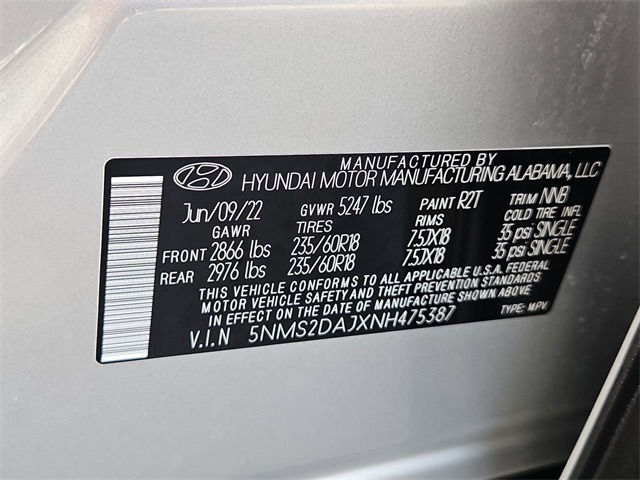 MANUFACTURED BY
HYUNDAI MOTOR MANUFACTURING ALABAMA, LLC
Jun/09/22 GVWR 5247 lbs PAINT R2T TRIM NNB
GAWR TIRES RIMS COLD TIRE INFL
FRONT 2866 lbs 235/60R18 7.5JX18 35 psi SINGLE
REAR 2976 lbs 235/60R18 7.5JX18 35 psi SINGLE
THIS VEHICLE CONFORMS TO ALL APPLICABLE U.S.A. FEDERAL
MOTOR VEHICLE SAFETY AND THEFT PREVENTION STANDARDS
IN EFFECT ON THE DATE OF MANUFACTURE SHOWN ABOVE.
V.I.N 5NMS2DAJXNH475387 TYPE: MPV